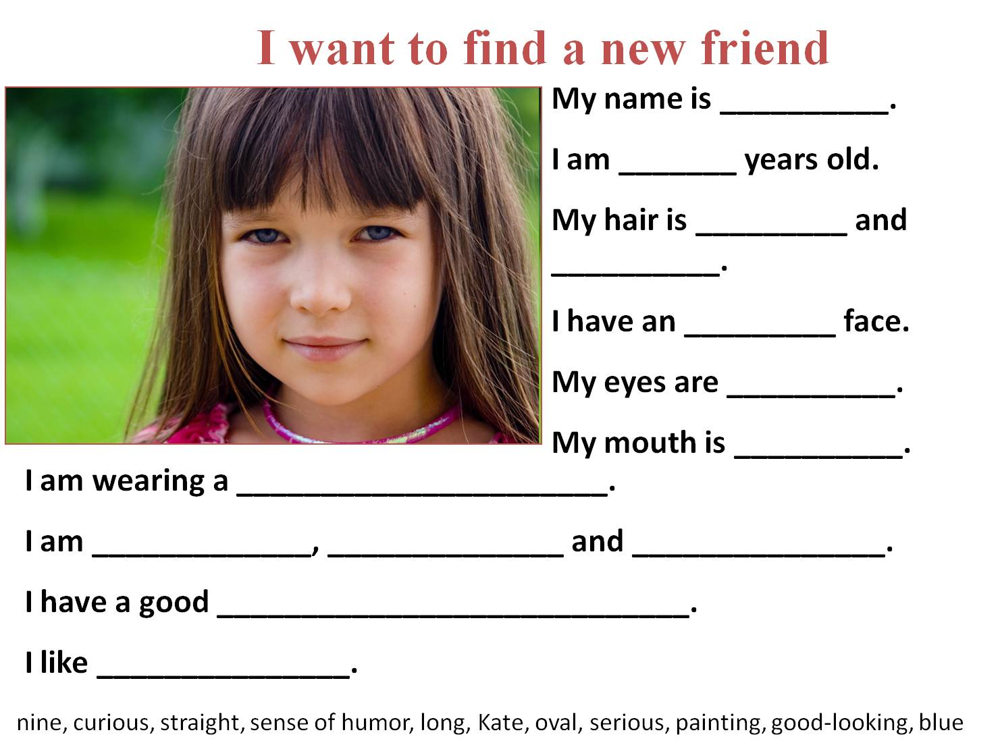 I want to find a new friend
My name is __________.
I am _______ years old.
My hair is _________ and
__________.
I have an _________ face.
My eyes are __________.
My mouth is __________.
I am wearing a ______________________.
I am _____________, ______________ and _______________.
I have a good ____________________________.
I like _______________.
nine, curious, straight, sense of humor, long, Kate, oval, serious, painting, good-looking, blue